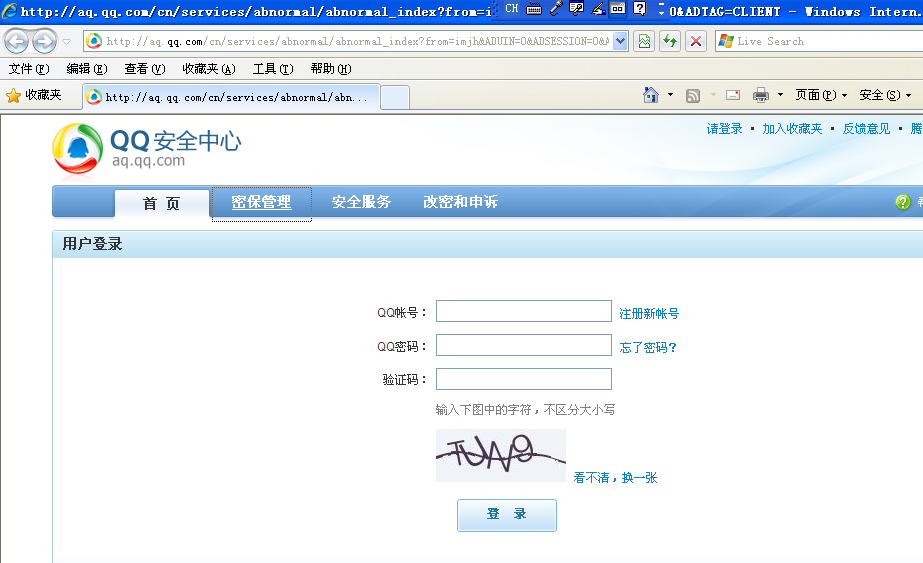 http://aq.qq.com/cn/services/abnormal/abnormal_index?from=i
CH
0&ADTAG=CLIENT - Windows Intern
http://aq.qq.com/cn/services/abnormal/abnormal_index?from=imjh&ADUIN=0&ADSESSION=0&A
Live Search
文件(F) 编辑(E) 查看(V) 收藏夹(A) 工具(T) 帮助(H)
收藏夹
http://aq.qq.com/cn/services/abnormal/abn...
页面(P) 安全(S)
QQ安全中心
aq.qq.com
请登录 · 加入收藏夹 · 反馈意见 · 腾
首 页 密保管理 安全服务 改密和申诉
用户登录
QQ帐号： 注册新帐号
QQ密码： 忘了密码？
验证码：
输入下图中的字符，不区分大小写
看不清，换一张
登 录